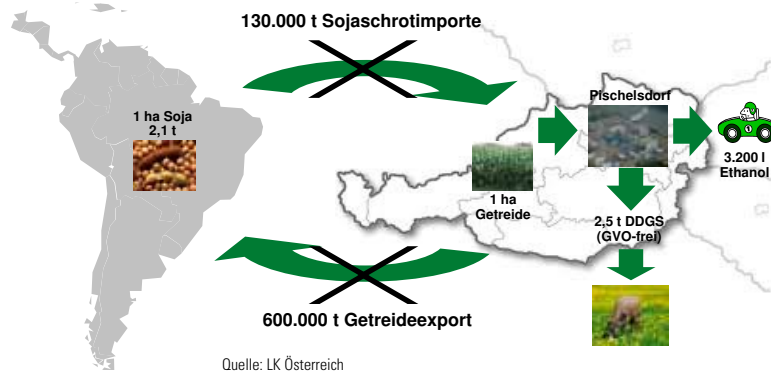 130.000 t Sojaschrotimporte
Pischelsdorf
1 ha Soja
2,1 t
1
3.200 l
Ethanol
1 ha
Getreide
2,5 t DDGS
(GVO-frei)
600.000 t Getreideexport
Quelle: LK Österreich